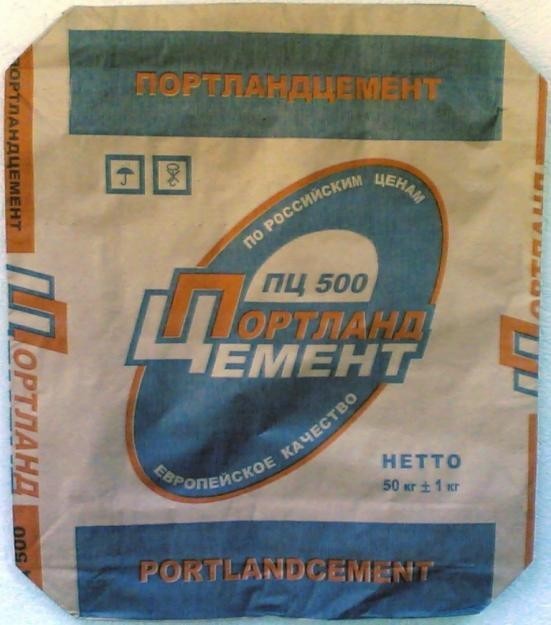 ПОРТЛАНДЦЕМЕНТ
ПОРТЛАНДЦЕМЕНТ
ПО РОССИЙСКИМ ЦЕНАМ
ПЦ 500
ПОРТЛАНД
ЦЕМЕНТ
ЕВРОПЕЙСКОЕ КАЧЕСТВО
НЕТТО
50 кг ± 1 кг
PORTLANDCEMENT
ПОРТЛАНД
500
ПОРТЛАНД